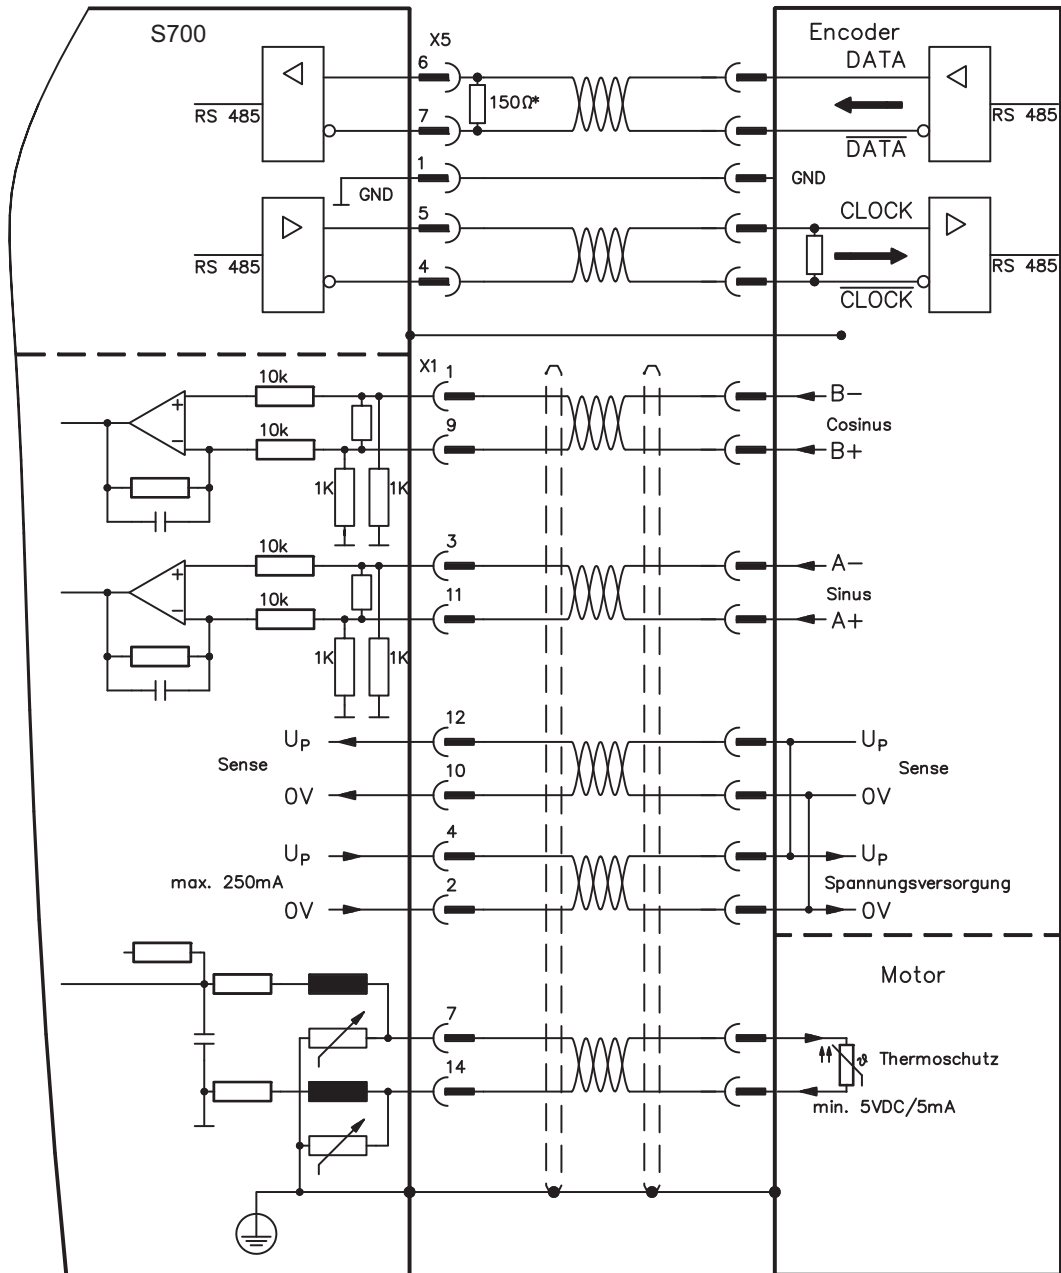 S700
X5
Encoder
6
DATA
RS 485
150Ω*
RS 485
7
DATA
1
GND
GND
5
CLOCK
RS 485
RS 485
4
CLOCK
X1
1
10k
B-
Cosinus
9
10k
B+
1K
1K
3
10k
A-
Sinus
11
10k
A+
1K
1K
12
UP
UP
Sense
Sense
10
0V
0V
4
UP
UP
max. 250mA
Spannungsversorgung
2
0V
0V
Motor
7
ϑ Thermoschutz
14
min. 5VDC/5mA